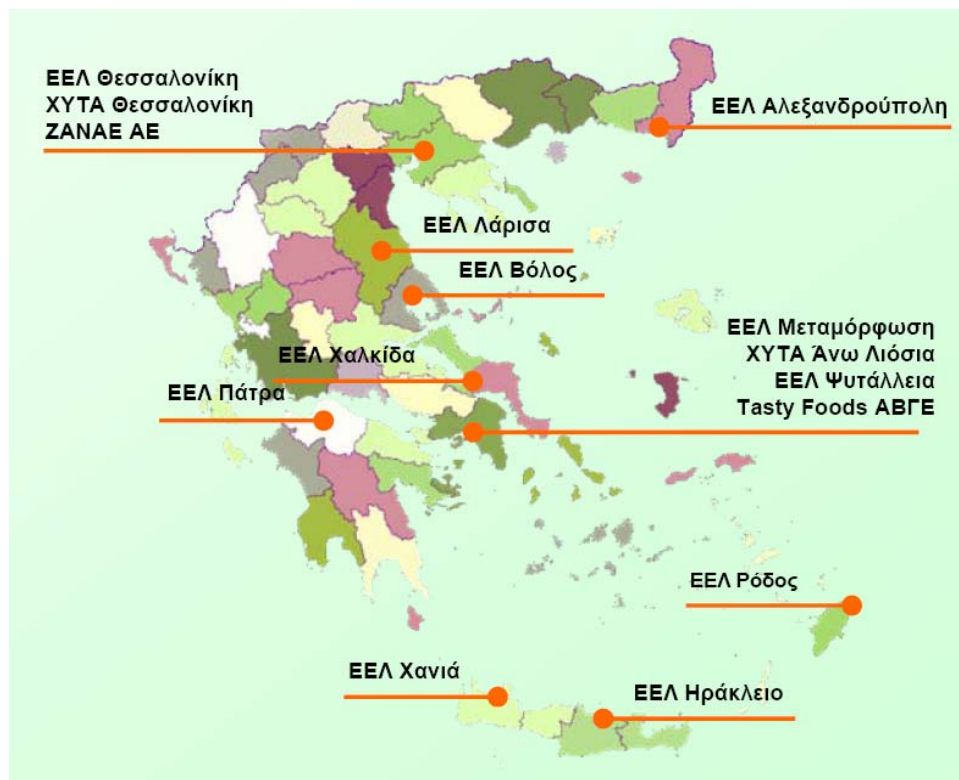 ΕΕΛ Θεσσαλονίκη
ΧΥΤΑ Θεσσαλονίκη
ΖΑΝΑΕ ΑΕ
ΕΕΛ Αλεξανδρούπολη
ΕΕΛ Λάρισα
ΕΕΛ Βόλος
ΕΕΛ Μεταμόρφωση
ΧΥΤΑ Άνω Λιόσια
ΕΕΛ Ψυτάλλεια
Tasty Foods ΑΒΓΕ
ΕΕΛ Χαλκίδα
ΕΕΛ Πάτρα
ΕΕΛ Ρόδος
ΕΕΛ Χανιά
ΕΕΛ Ηράκλειο